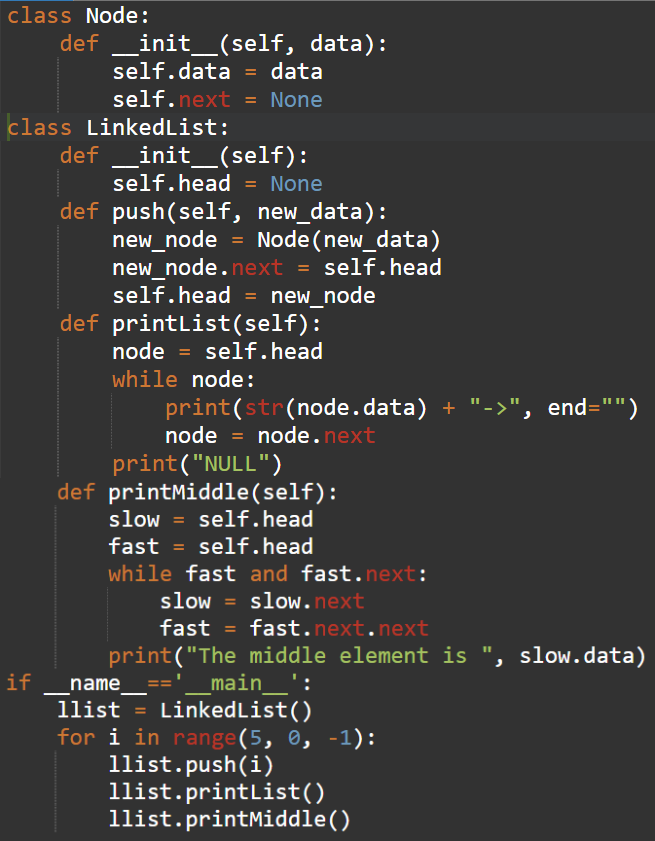 class Node:
    def __init__(self, data):
        self.data = data
        self.next = None
class LinkedList:
    def __init__(self):
        self.head = None
    def push(self, new_data):
        new_node = Node(new_data)
        new_node.next = self.head
        self.head = new_node
    def printList(self):
        node = self.head
        while node:
            print(str(node.data) + "->", end="")
            node = node.next
        print("NULL")
    def printMiddle(self):
        slow = self.head
        fast = self.head
        while fast and fast.next:
            slow = slow.next
            fast = fast.next.next
        print("The middle element is ", slow.data)
if __name__=='__main__':
    llist = LinkedList()
    for i in range(5, 0, -1):
        llist.push(i)
        llist.printList()
        llist.printMiddle()